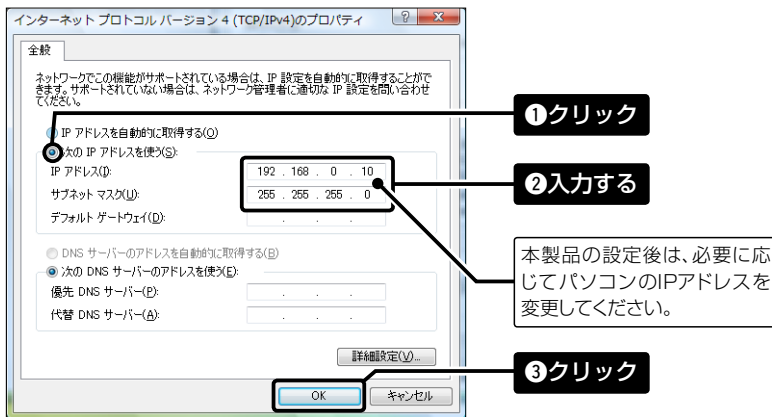 インターネット プロトコル バージョン 4 (TCP/IPv4)のプロパティ
全般
ネットワークでこの機能がサポートされている場合は、IP 設定を自動的に取得することがで
きます。サポートされていない場合は、ネットワーク管理者に適切な IP 設定を問い合わせ
てください。
IP アドレスを自動的に取得する(O)
次の IP アドレスを使う(S):
IP アドレス(I):
192 . 168 . 0 . 10
サブネット マスク(U):
255 . 255 . 255 . 0
デフォルト ゲートウェイ(D):
. . .
DNS サーバーのアドレスを自動的に取得する(B)
次の DNS サーバーのアドレスを使う(E):
優先 DNS サーバー(P):
. . .
代替 DNS サーバー(A):
. . .
詳細設定(V)...
OK
キャンセル
❶クリック
❷入力する
本製品の設定後は、必要に応
じてパソコンのIPアドレスを
変更してください。
❸クリック